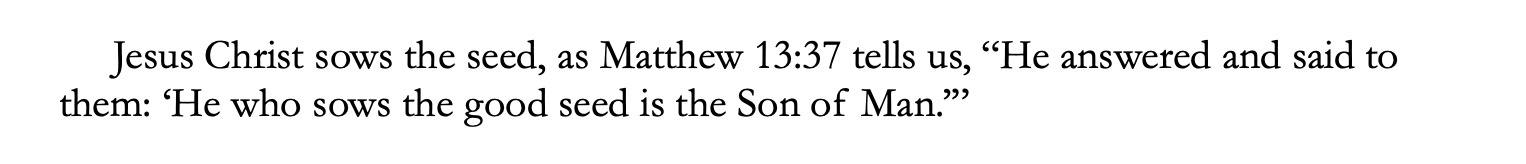 Jesus Christ sows the seed, as Matthew 13:37 tells us, “He answered and said to
them: ‘He who sows the good seed is the Son of Man.”’